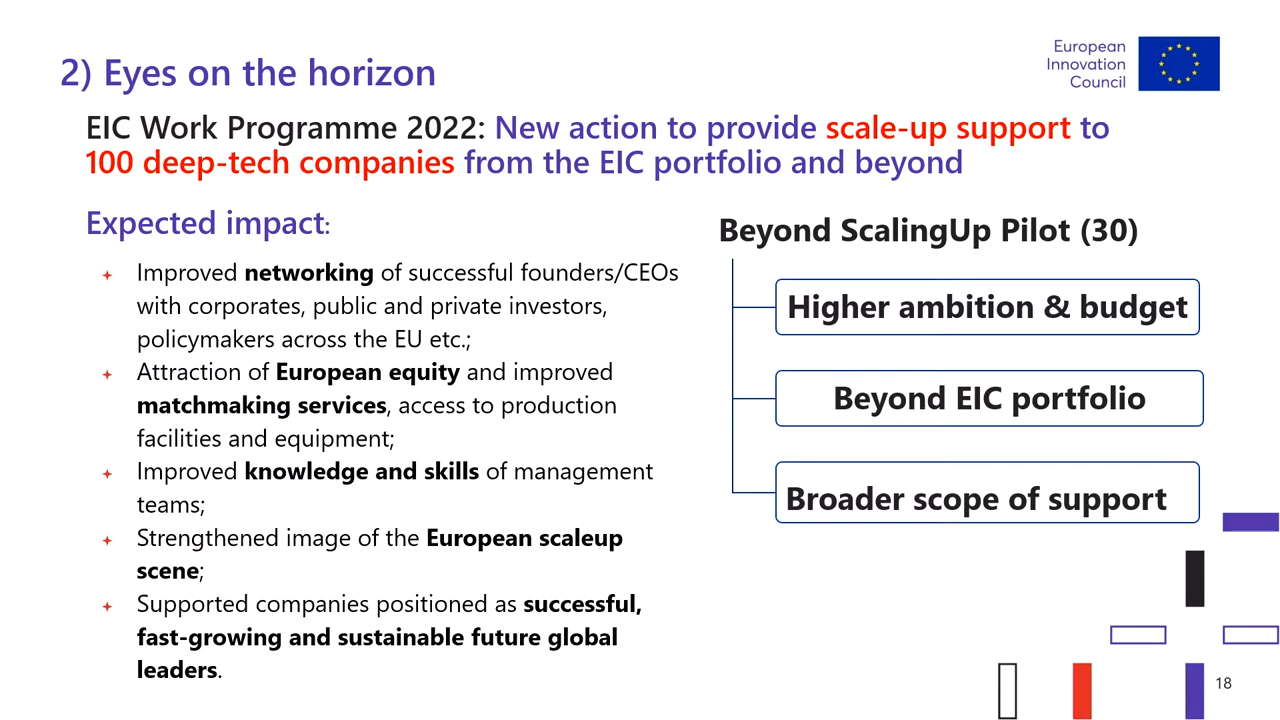 2) Eyes on the horizon
European
Innovation
Council
EIC Work Programme 2022: New action to provide scale-up support to
100 deep-tech companies from the EIC portfolio and beyond
Expected impact:
Improved networking of successful founders/CEOs
with corporates, public and private investors,
policymakers across the EU etc.;
Attraction of European equity and improved
matchmaking services, access to production
facilities and equipment;
Improved knowledge and skills of management
teams;
Strengthened image of the European scaleup
scene;
Supported companies positioned as successful,
fast-growing and sustainable future global
leaders.
Beyond ScalingUp Pilot (30)
Higher ambition & budget
Beyond EIC portfolio
Broader scope of support
18